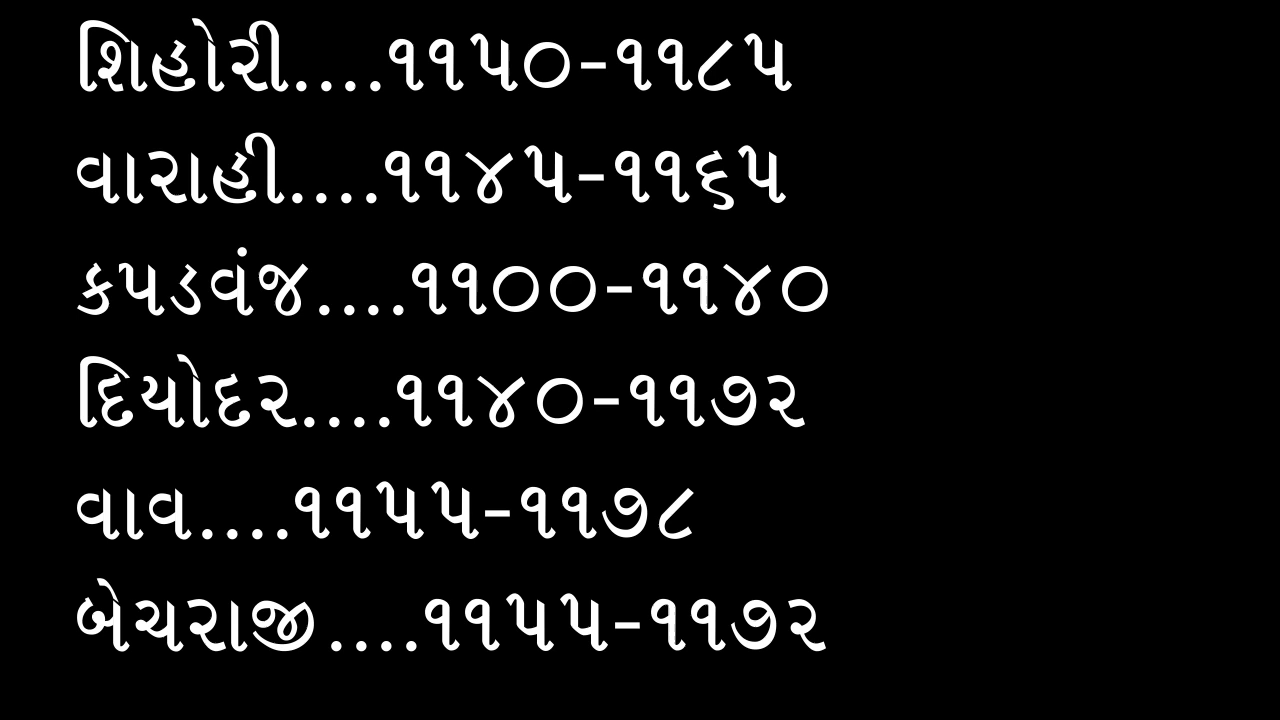 શિહોરી....૧૧૫૦-૧૧૮૫
વારાહી....૧૧૪૫-૧૧૬૫
કપડવંજ....૧૧૦૦-૧૧૪૦
દિયોદર....૧૧૪૦-૧૧૭૨
વાવ....૧૧૫૫-૧૧૭૮
બેચરાજી....૧૧૫૫-૧૧૭૨